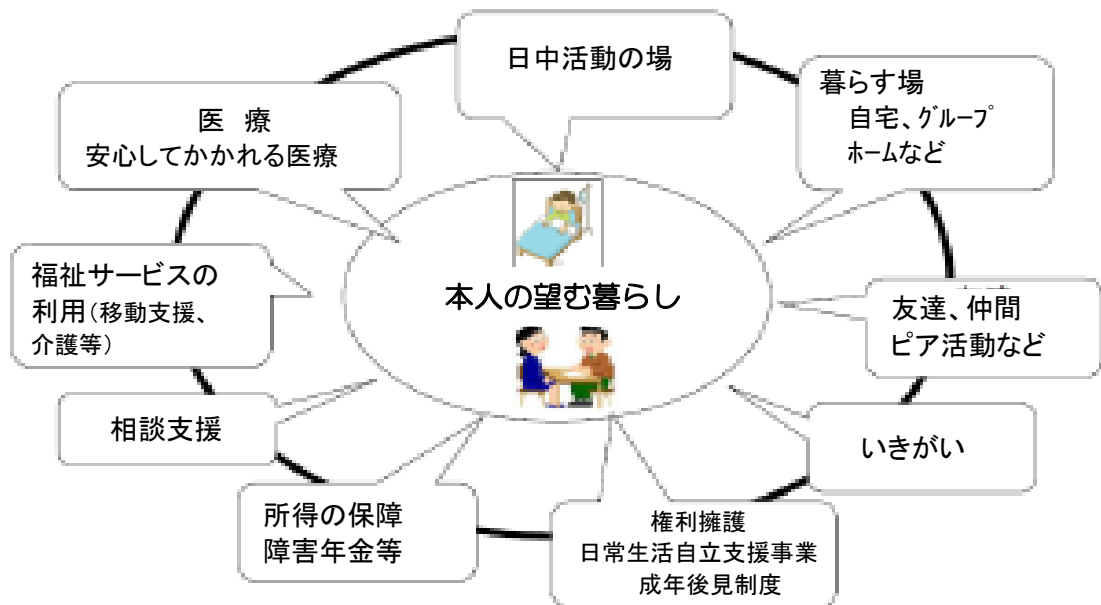 日中活動の場
暮らす場
自宅、ｸﾞﾙｰﾌﾟ
ﾎｰﾑなど
医　療
安心してかかれる医療
福祉サービスの
利用(移動支援、
介護等)
本人の望む暮らし
友達、仲間
ピア活動など
相談支援
いきがい
所得の保障
障害年金等
権利擁護
日常生活自立支援事業
成年後見制度